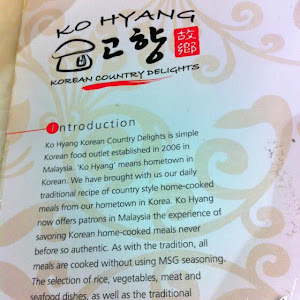 KO HYANG
고향 故鄉
KOREAN COUNTRY DELIGHTS
Introduction
Ko Hyang Korean Country Delights is simple
Korean food outlet established in 2006 in
Malaysia. ‘Ko Hyang” means hometown in
Korean. We have brought with us our daily
traditional recipe of country style home-cooked
meals from our hometown in Korea. Ko Hyang
now offers patrons in Malaysia the experience of
savoring Korean home-cooked meals never
before so authentic. As with the tradition, all
meals are cooked without using MSG seasoning.
The selection of rice, vegetables, meat and
seafood dishes, as well as the traditional